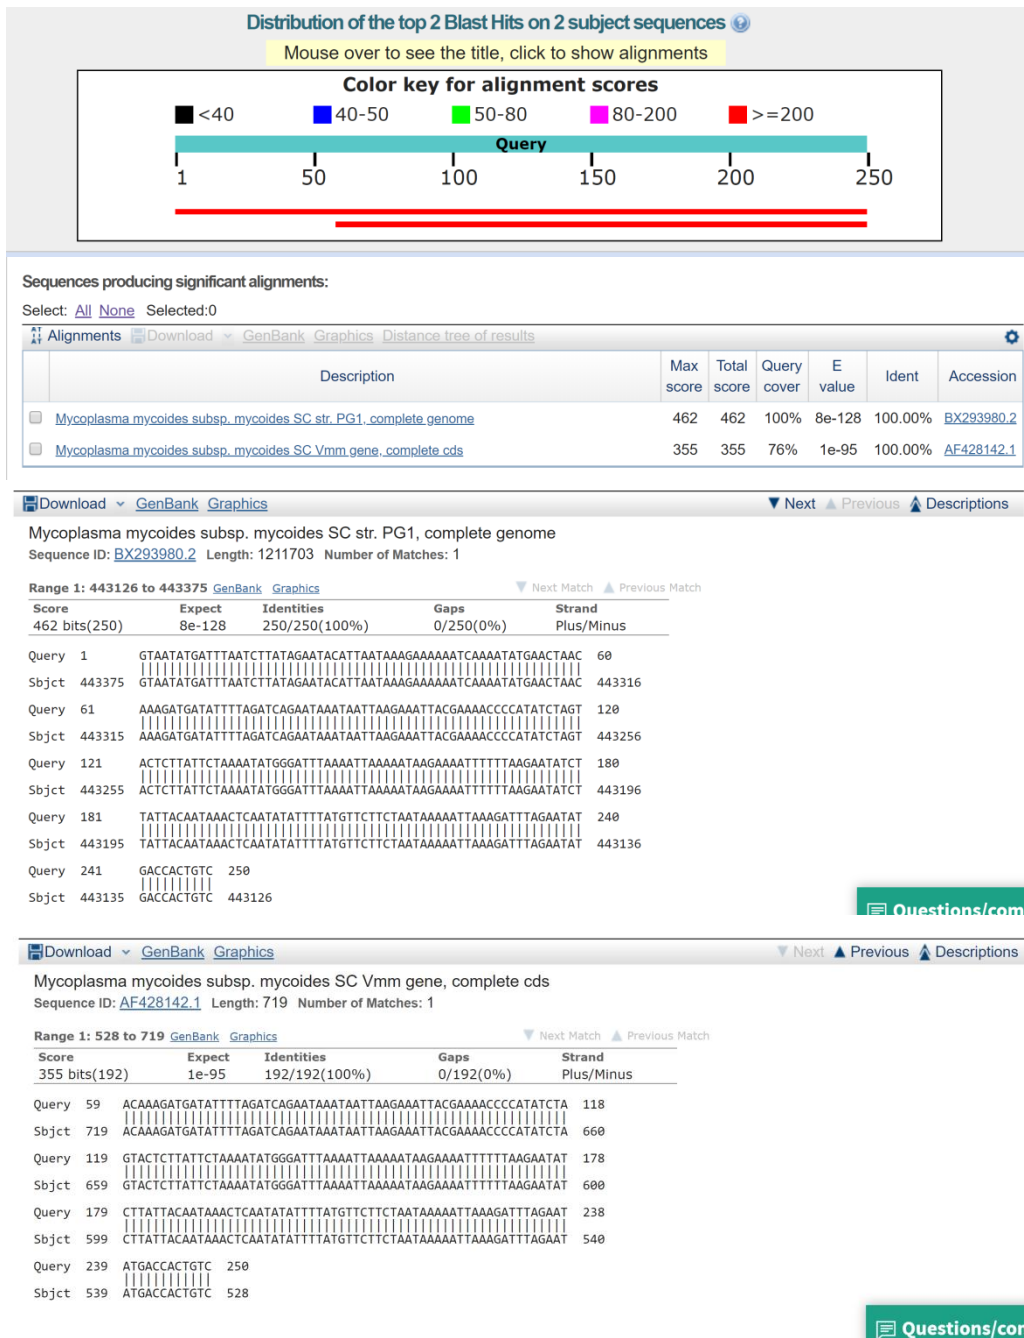 Distribution of the top 2 Blast Hits on 2 subject sequences
Mouse over to see the title, click to show alignments
Color key for alignment scores
<40 40-50 50-80 80-200 >=200
Query
1 50 100 150 200 250
Sequences producing significant alignments:
Select: All None Selected:0
Alignments Download GenBank Graphics Distance tree of results
Description Max score Total score Query cover E value Ident Accession
Mycoplasma mycoides subsp. mycoides SC str. PG1, complete genome 462 462 100% 8e-128 100.00% BX293980.2
Mycoplasma mycoides subsp. mycoides SC Vmm gene, complete cds 355 355 76% 1e-95 100.00% AF428142.1
Download GenBank Graphics Next Previous Descriptions
Mycoplasma mycoides subsp. mycoides SC str. PG1, complete genome
Sequence ID: BX293980.2 Length: 1211703 Number of Matches: 1
Range 1: 443126 to 443375 GenBank Graphics Next Match Previous Match
Score Expect Identities Gaps Strand
462 bits(250) 8e-128 250/250(100%) 0/250(0%) Plus/Minus
Query 1 GTAATATGATTTAATCTTATAGAATACATTAATAAAGAAAAAATCAAAATATGAACTAAC 60
Sbjct 443375 GTAATATGATTTAATCTTATAGAATACATTAATAAAGAAAAAATCAAAATATGAACTAAC 443316
Query 61 AAAGATGATATTTTAGATCAGAATAAATAATTAAGAAATTACGAAAACCCCATATCTAGT 120
Sbjct 443315 AAAGATGATATTTTAGATCAGAATAAATAATTAAGAAATTACGAAAACCCCATATCTAGT 443256
Query 121 ACTCTTATTCTAAAATATGGGATTTAAAATTAAAAATAAGAAAATTTTTTAAGAATATCT 180
Sbjct 443255 ACTCTTATTCTAAAATATGGGATTTAAAATTAAAAATAAGAAAATTTTTTAAGAATATCT 443196
Query 181 TATTACAATAAACTCAATATATTTTATGTTCTTCTAATAAAAATTAAAGATTTAGAATAT 240
Sbjct 443195 TATTACAATAAACTCAATATATTTTATGTTCTTCTAATAAAAATTAAAGATTTAGAATAT 443136
Query 241 GACCACTGTC 250
Sbjct 443135 GACCACTGTC 443126
Questions/com
Download GenBank Graphics Next Previous Descriptions
Mycoplasma mycoides subsp. mycoides SC Vmm gene, complete cds
Sequence ID: AF428142.1 Length: 719 Number of Matches: 1
Range 1: 528 to 719 GenBank Graphics Next Match Previous Match
Score Expect Identities Gaps Strand
355 bits(192) 1e-95 192/192(100%) 0/192(0%) Plus/Minus
Query 59 ACAAAGATGATATTTTAGATCAGAATAAATAATTAAGAAATTACGAAAACCCCATATCTA 118
Sbjct 719 ACAAAGATGATATTTTAGATCAGAATAAATAATTAAGAAATTACGAAAACCCCATATCTA 660
Query 119 GTACTCTTATTCTAAAATATGGGATTTAAAATTAAAAATAAGAAAATTTTTTAAGAATAT 178
Sbjct 659 GTACTCTTATTCTAAAATATGGGATTTAAAATTAAAAATAAGAAAATTTTTTAAGAATAT 600
Query 179 CTTATTACAATAAACTCAATATATTTTATGTTCTTCTAATAAAAATTAAAGATTTAGAAT 238
Sbjct 599 CTTATTACAATAAACTCAATATATTTTATGTTCTTCTAATAAAAATTAAAGATTTAGAAT 540
Query 239 ATGACCACTGTC 250
Sbjct 539 ATGACCACTGTC 528
Questions/con